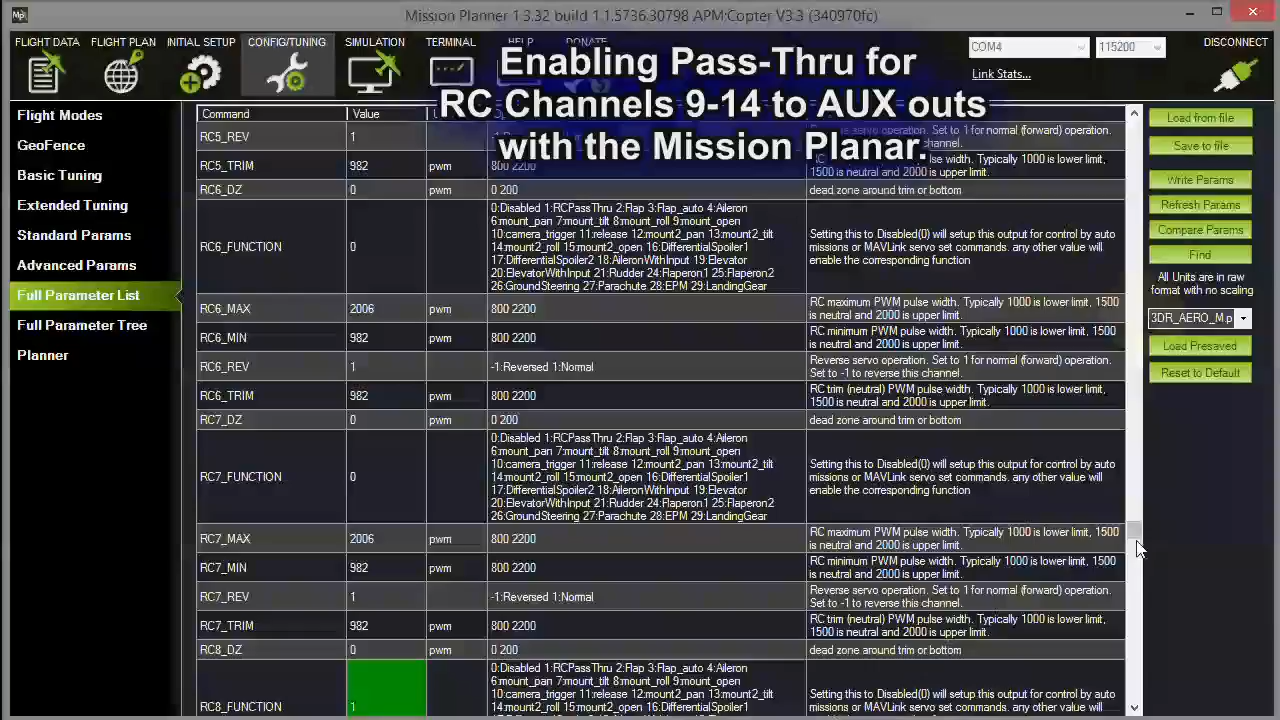 Mp
Mission Planner 1.3.32 build 1.1.5736.30798 APM:Copter V3.3 (340970fc)
FLIGHT DATA
FLIGHT PLAN
INITIAL SETUP
CONFIG/TUNING
SIMULATION
TERMINAL
HELP
DONATE
COM4
115200
DISCONNECT
Link Stats...
Enabling Pass-Thru for
RC Channels 9-14 to AUX outs
with the Mission Planar.
Flight Modes
GeoFence
Basic Tuning
Extended Tuning
Standard Params
Advanced Params
Full Parameter List
Full Parameter Tree
Planner
Command
Value
RC5_REV
1
servo operation. Set to 1 for normal (forward) operation.
to reverse this channel.
RC5_TRIM
982
pwm
800 2200
PWM pulse width. Typically 1000 is lower limit,
1500 is neutral and 2000 is upper limit.
RC6_DZ
0
pwm
0 200
dead zone around trim or bottom
RC6_FUNCTION
0
0:Disabled 1:RCPassThru 2:Flap 3:Flap_auto 4:Aileron
6:mount_pan 7:mount_tilt 8:mount_roll 9:mount_open
10:camera_trigger 11:release 12:mount2_pan 13:mount2_tilt
14:mount2_roll 15:mount2_open 16:DifferentialSpoiler1
17:DifferentialSpoiler2 18:AileronWithInput 19:Elevator
20:ElevatorWithInput 21:Rudder 24:Flaperon1 25:Flaperon2
26:GroundSteering 27:Parachute 28:EPM 29:LandingGear
Setting this to Disabled(0) will setup this output for control by auto
missions or MAVLink servo set commands. any other value will
enable the corresponding function
RC6_MAX
2006
pwm
800 2200
RC maximum PWM pulse width. Typically 1000 is lower limit, 1500
is neutral and 2000 is upper limit.
RC6_MIN
982
pwm
800 2200
RC minimum PWM pulse width. Typically 1000 is lower limit, 1500
is neutral and 2000 is upper limit.
RC6_REV
1
-1:Reversed 1:Normal
Reverse servo operation. Set to 1 for normal (forward) operation.
Set to -1 to reverse this channel.
RC6_TRIM
982
pwm
800 2200
RC trim (neutral) PWM pulse width. Typically 1000 is lower limit,
1500 is neutral and 2000 is upper limit.
RC7_DZ
0
pwm
0 200
dead zone around trim or bottom
RC7_FUNCTION
0
0:Disabled 1:RCPassThru 2:Flap 3:Flap_auto 4:Aileron
6:mount_pan 7:mount_tilt 8:mount_roll 9:mount_open
10:camera_trigger 11:release 12:mount2_pan 13:mount2_tilt
14:mount2_roll 15:mount2_open 16:DifferentialSpoiler1
17:DifferentialSpoiler2 18:AileronWithInput 19:Elevator
20:ElevatorWithInput 21:Rudder 24:Flaperon1 25:Flaperon2
26:GroundSteering 27:Parachute 28:EPM 29:LandingGear
Setting this to Disabled(0) will setup this output for control by auto
missions or MAVLink servo set commands. any other value will
enable the corresponding function
RC7_MAX
2006
pwm
800 2200
RC maximum PWM pulse width. Typically 1000 is lower limit, 1500
is neutral and 2000 is upper limit.
RC7_MIN
982
pwm
800 2200
RC minimum PWM pulse width. Typically 1000 is lower limit, 1500
is neutral and 2000 is upper limit.
RC7_REV
1
-1:Reversed 1:Normal
Reverse servo operation. Set to 1 for normal (forward) operation.
Set to -1 to reverse this channel.
RC7_TRIM
982
pwm
800 2200
RC trim (neutral) PWM pulse width. Typically 1000 is lower limit,
1500 is neutral and 2000 is upper limit.
RC8_DZ
0
pwm
0 200
dead zone around trim or bottom
RC8_FUNCTION
1
0:Disabled 1:RCPassThru 2:Flap 3:Flap_auto 4:Aileron
6:mount_pan 7:mount_tilt 8:mount_roll 9:mount_open
10:camera_trigger 11:release 12:mount2_pan 13:mount2_tilt
14:mount2_roll 15:mount2_open 16:DifferentialSpoiler1
Setting this to Disabled(0) will setup this output for control by auto
missions or MAVLink servo set commands. any other value will
Load from file
Save to file
Write Params
Refresh Params
Compare Params
Find
All Units are in raw
format with no scaling
3DR_AERO_M.p
Load Presaved
Reset to Default